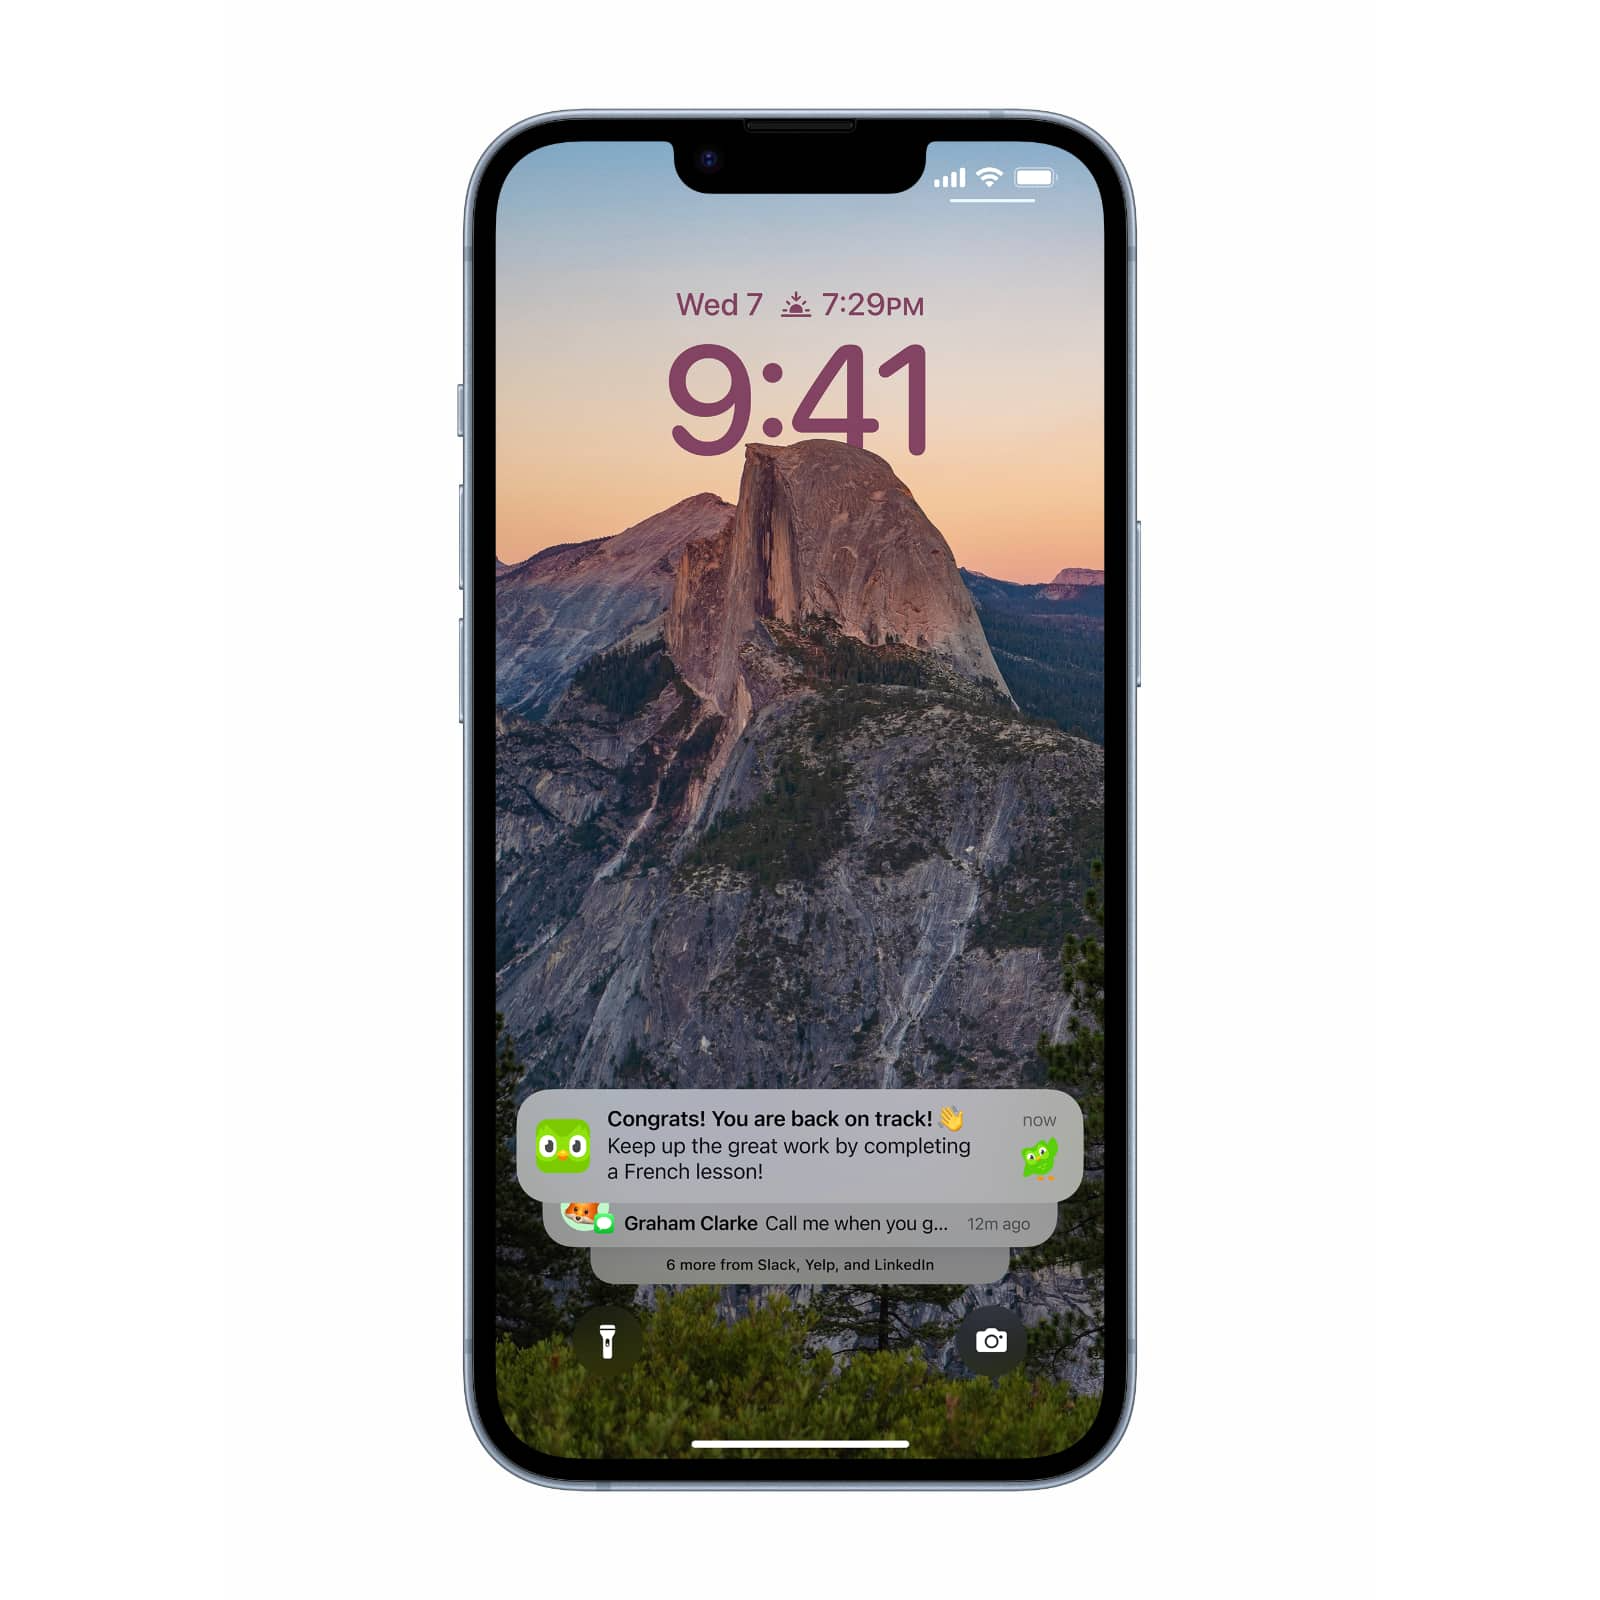 Wed 7 7:29PM
9:41
Congrats! You are back on track! 👋
now
Keep up the great work by completing
a French lesson!
Graham Clarke Call me when you g... 12m ago
6 more from Slack, Yelp, and LinkedIn